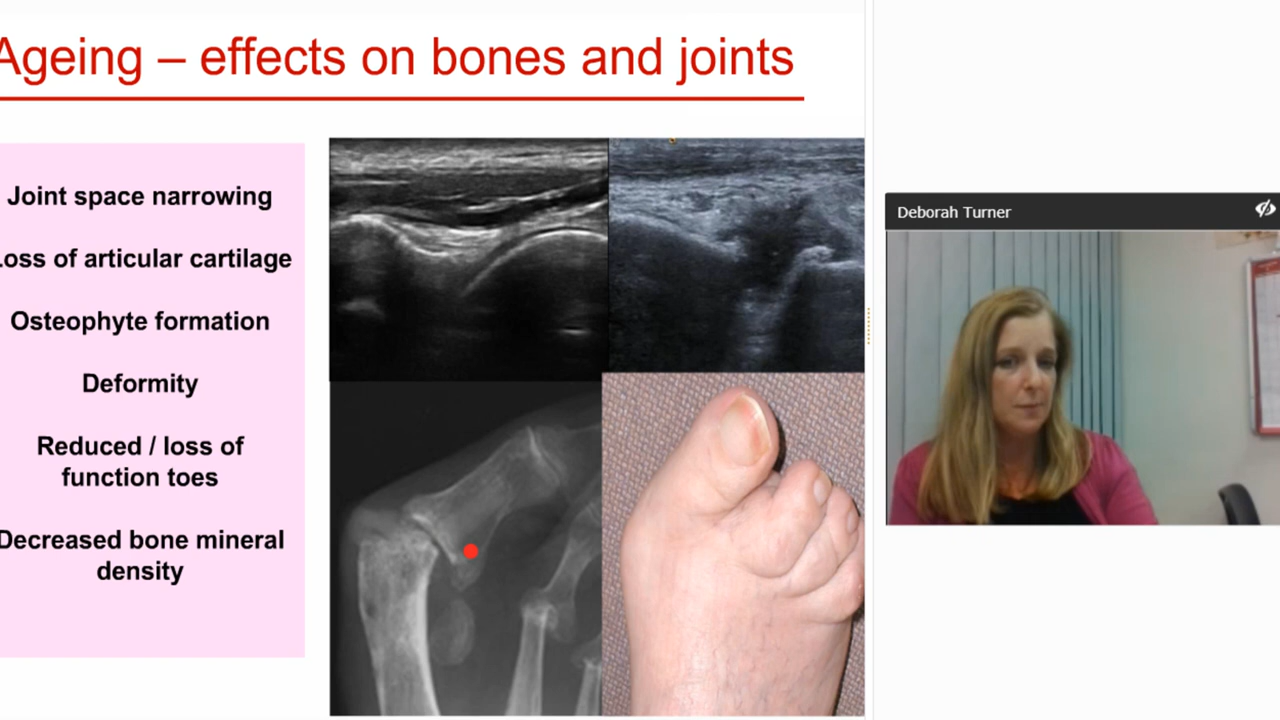 Ageing – effects on bones and joints
Joint space narrowing
Loss of articular cartilage
Osteophyte formation
Deformity
Reduced / loss of
function toes
Decreased bone mineral
density
Deborah Turner